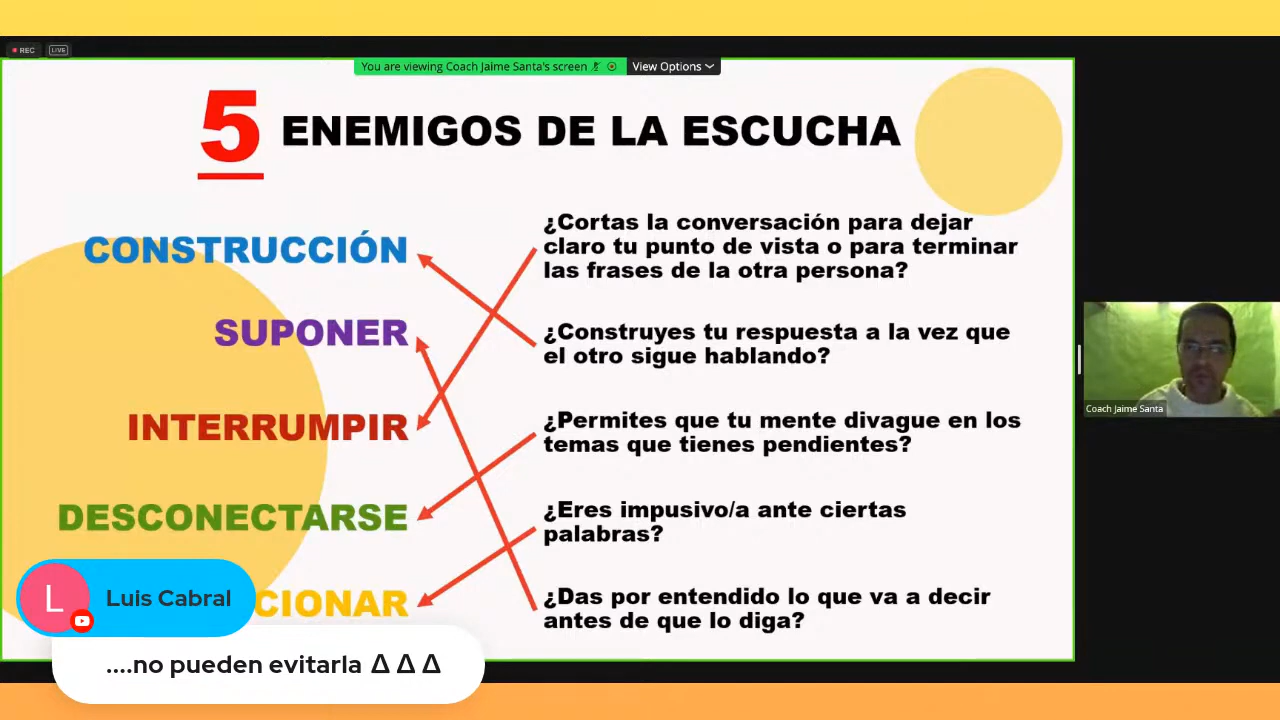 REC
LIVE
You are viewing Coach Jaime Santa's screen
View Options
5 ENEMIGOS DE LA ESCUCHA
CONSTRUCCIÓN
SUPONER
INTERRUMPIR
DESCONECTARSE
CIONAR
¿Cortas la conversación para dejar
claro tu punto de vista o para terminar
las frases de la otra persona?
¿Construyes tu respuesta a la vez que
el otro sigue hablando?
¿Permites que tu mente divague en los
temas que tienes pendientes?
¿Eres impusivo/a ante ciertas
palabras?
¿Das por entendido lo que va a decir
antes de que lo diga?
Coach Jaime Santa
L
Luis Cabral
....no pueden evitarla Δ Δ Δ